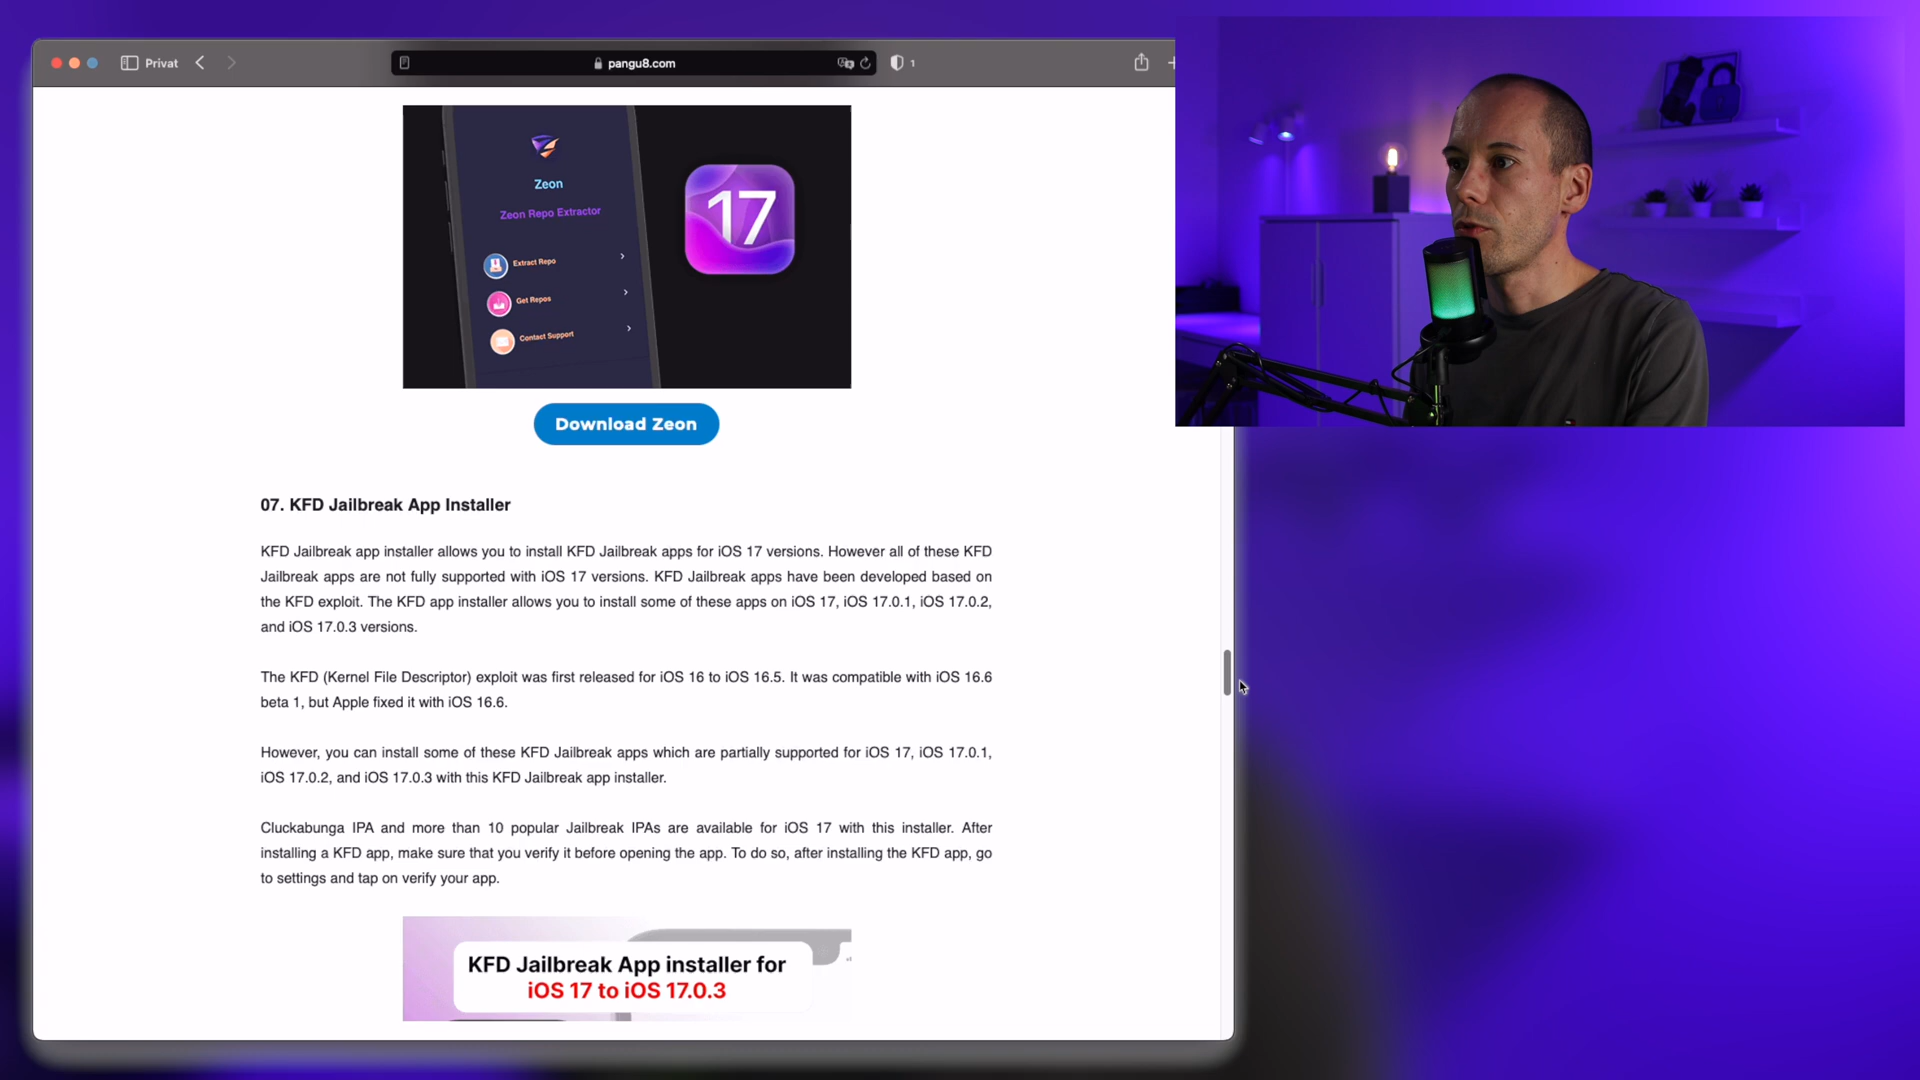 Privat
pangu8.com
1
Zeon
Zeon Repo Extractor
Extract Repo
Get Repos
Contact Support
17
Download Zeon
07. KFD Jailbreak App Installer
KFD Jailbreak app installer allows you to install KFD Jailbreak apps for iOS 17 versions. However all of these KFD
Jailbreak apps are not fully supported with iOS 17 versions. KFD Jailbreak apps have been developed based on
the KFD exploit. The KFD app installer allows you to install some of these apps on iOS 17, iOS 17.0.1, iOS 17.0.2,
and iOS 17.0.3 versions.
The KFD (Kernel File Descriptor) exploit was first released for iOS 16 to iOS 16.5. It was compatible with iOS 16.6
beta 1, but Apple fixed it with iOS 16.6.
However, you can install some of these KFD Jailbreak apps which are partially supported for iOS 17, iOS 17.0.1,
iOS 17.0.2, and iOS 17.0.3 with this KFD Jailbreak app installer.
Cluckabunga IPA and more than 10 popular Jailbreak IPAs are available for iOS 17 with this installer. After
installing a KFD app, make sure that you verify it before opening the app. To do so, after installing the KFD app, go
to settings and tap on verify your app.
KFD Jailbreak App installer for
iOS 17 to iOS 17.0.3